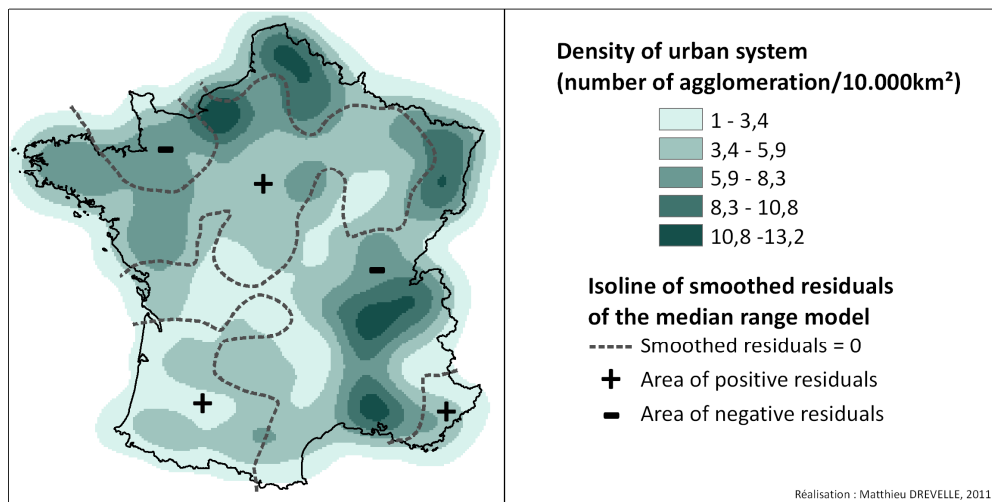 Density of urban system
(number of agglomeration/10.000km²)
1 - 3,4
3,4 - 5,9
5,9 - 8,3
8,3 - 10,8
10,8 -13,2
Isoline of smoothed residuals
of the median range model
Smoothed residuals = 0
+ Area of positive residuals
- Area of negative residuals
Réalisation : Matthieu DREVELLE, 2011